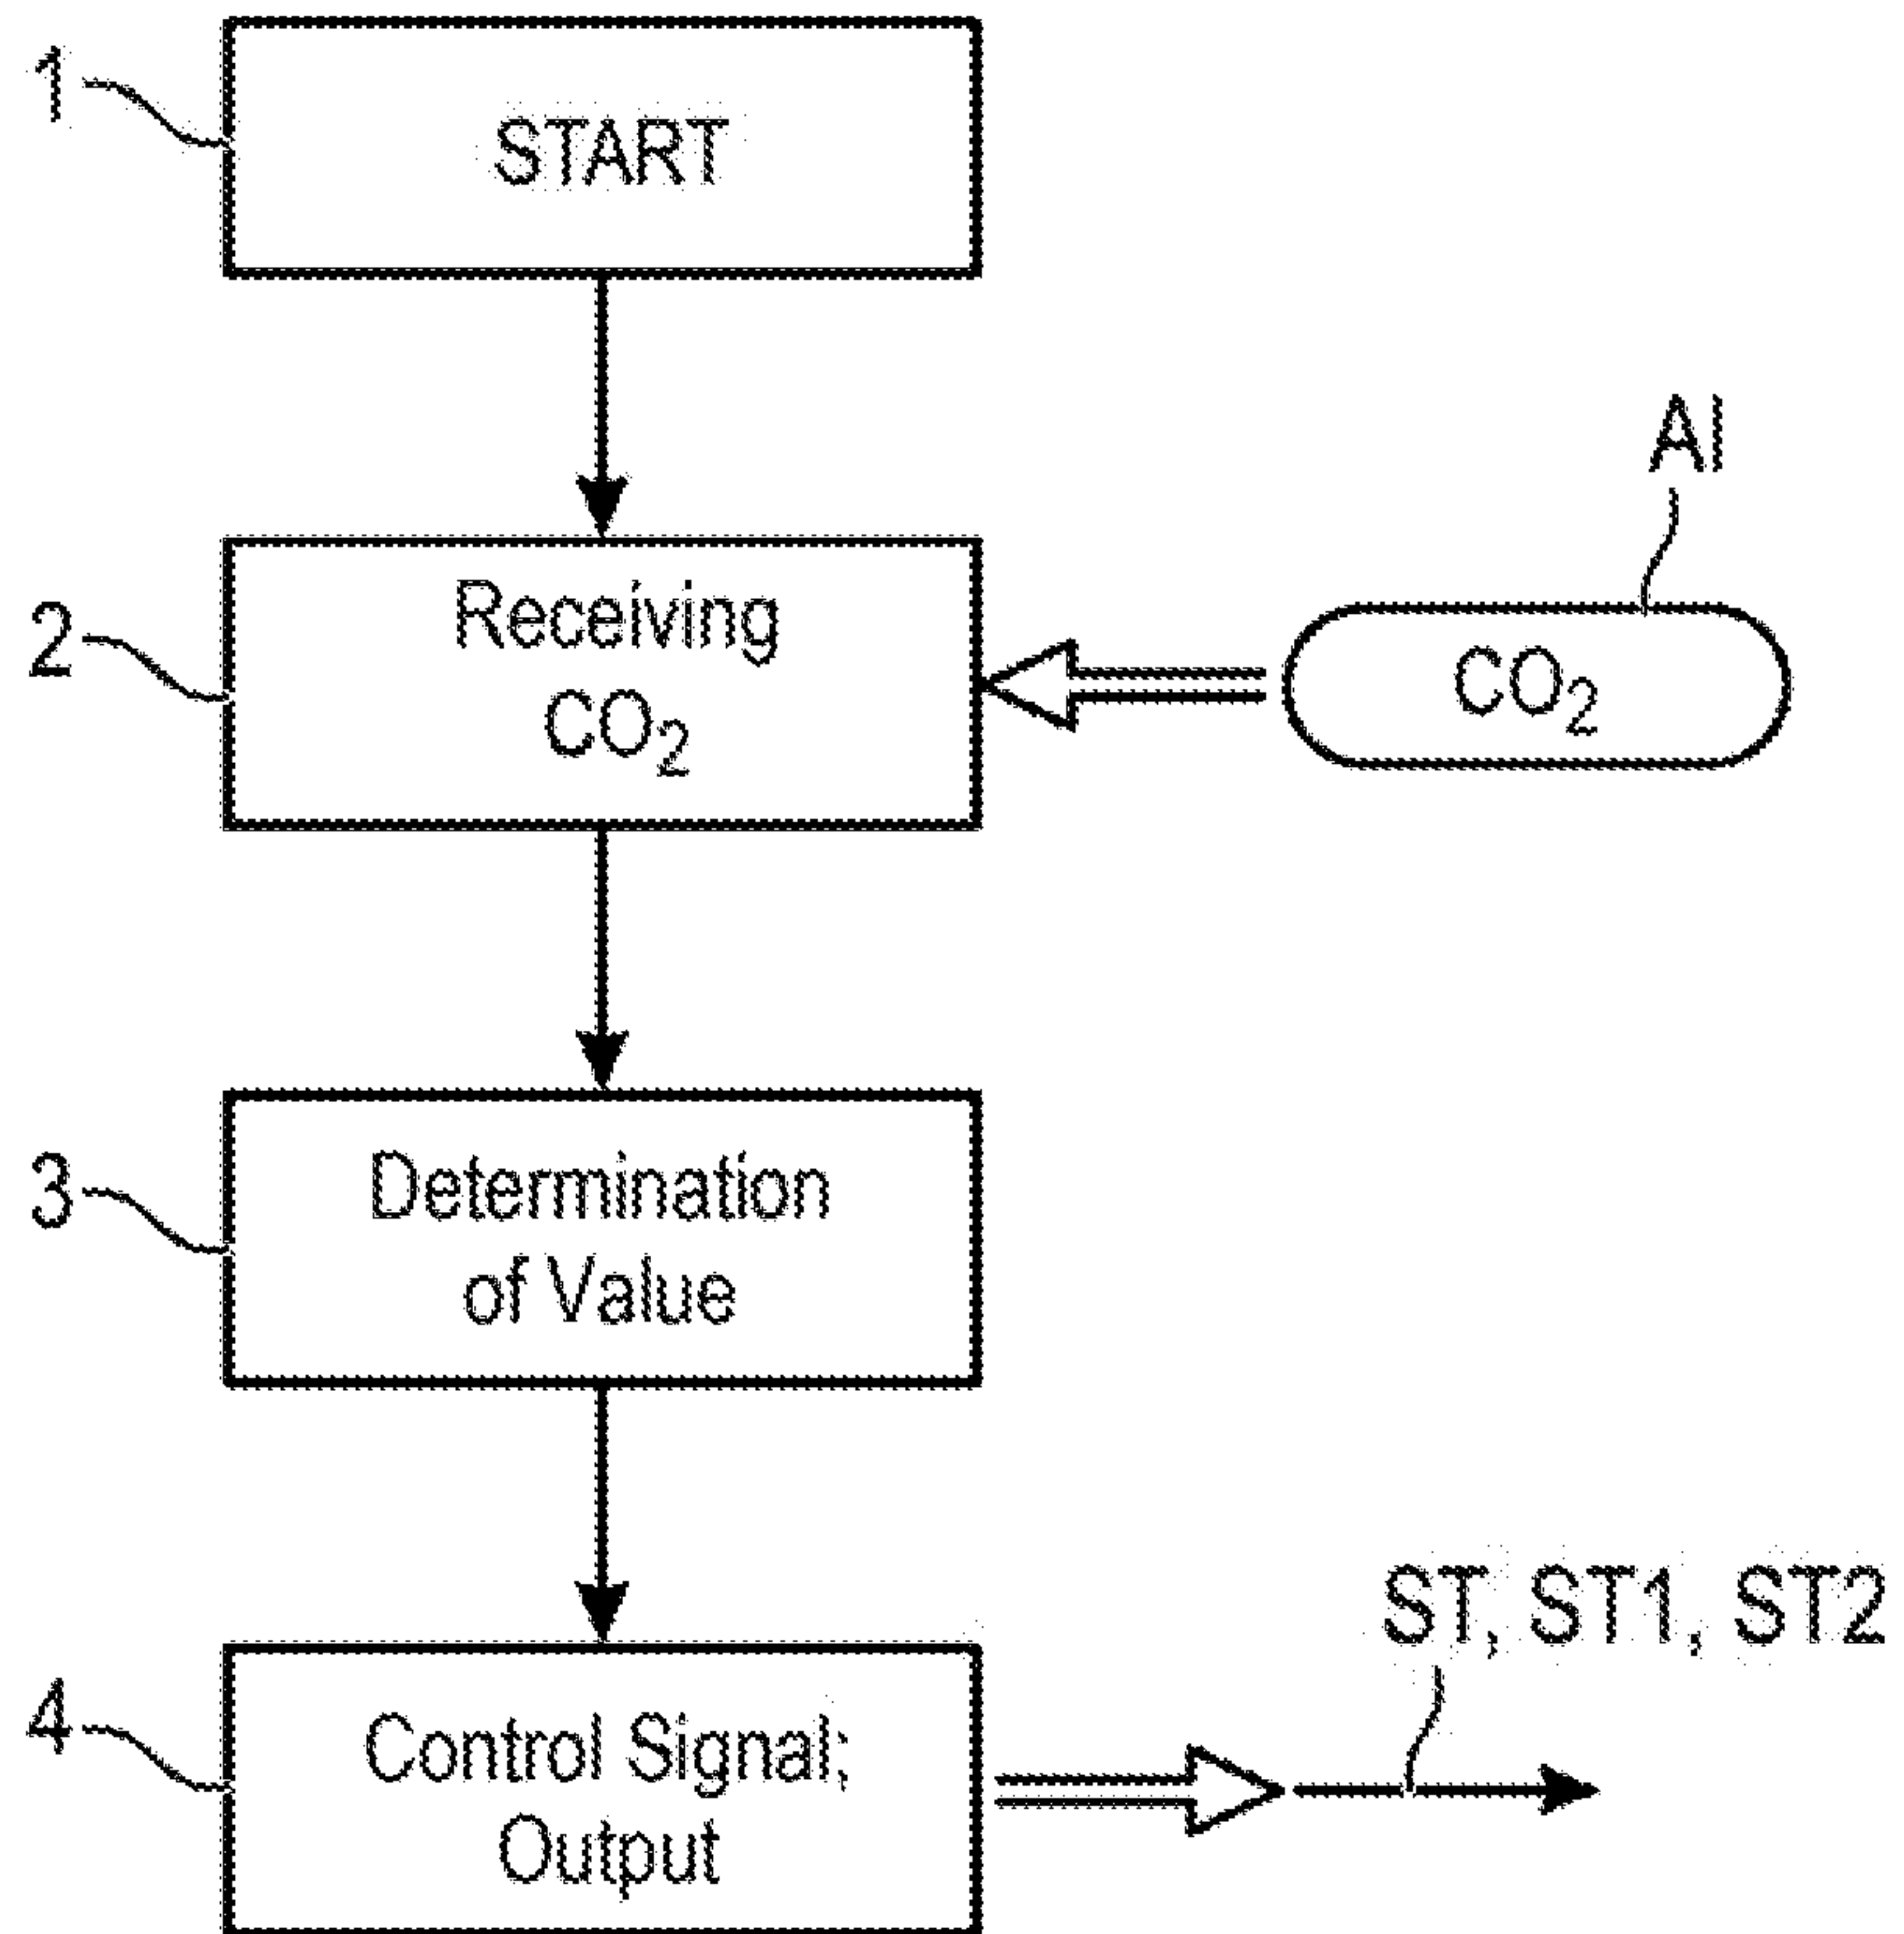 1
START
AI
2
Receiving
CO₂
CO₂
3
Determination
of Value
ST, ST1, ST2
4
Control Signal;
Output